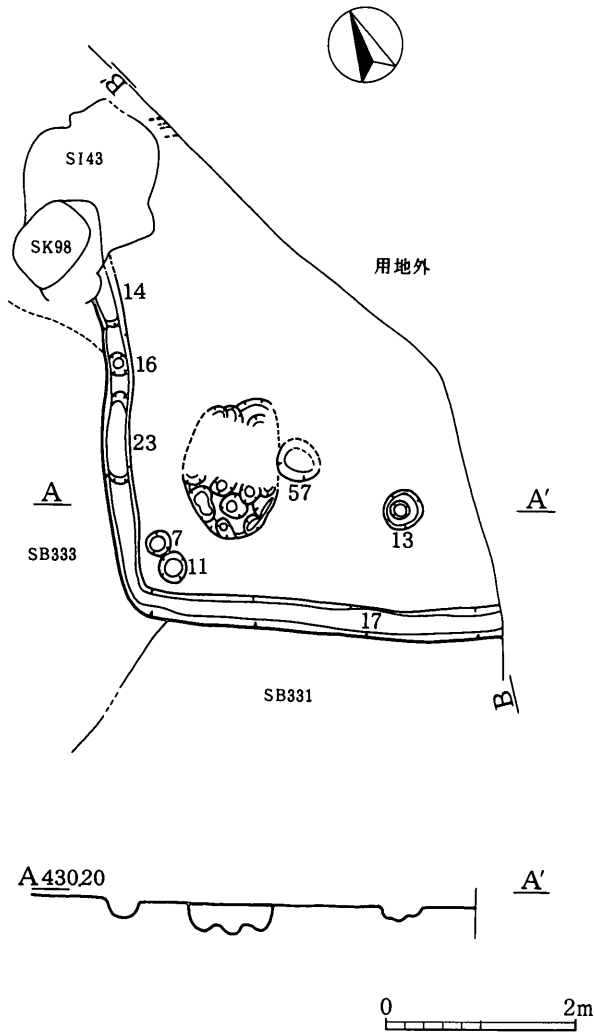 B
SI43
SK98
用地外
14
16
23
57
A
A'
13
SB333
7
11
17
SB331
B
A 430.20
A'
0 2m